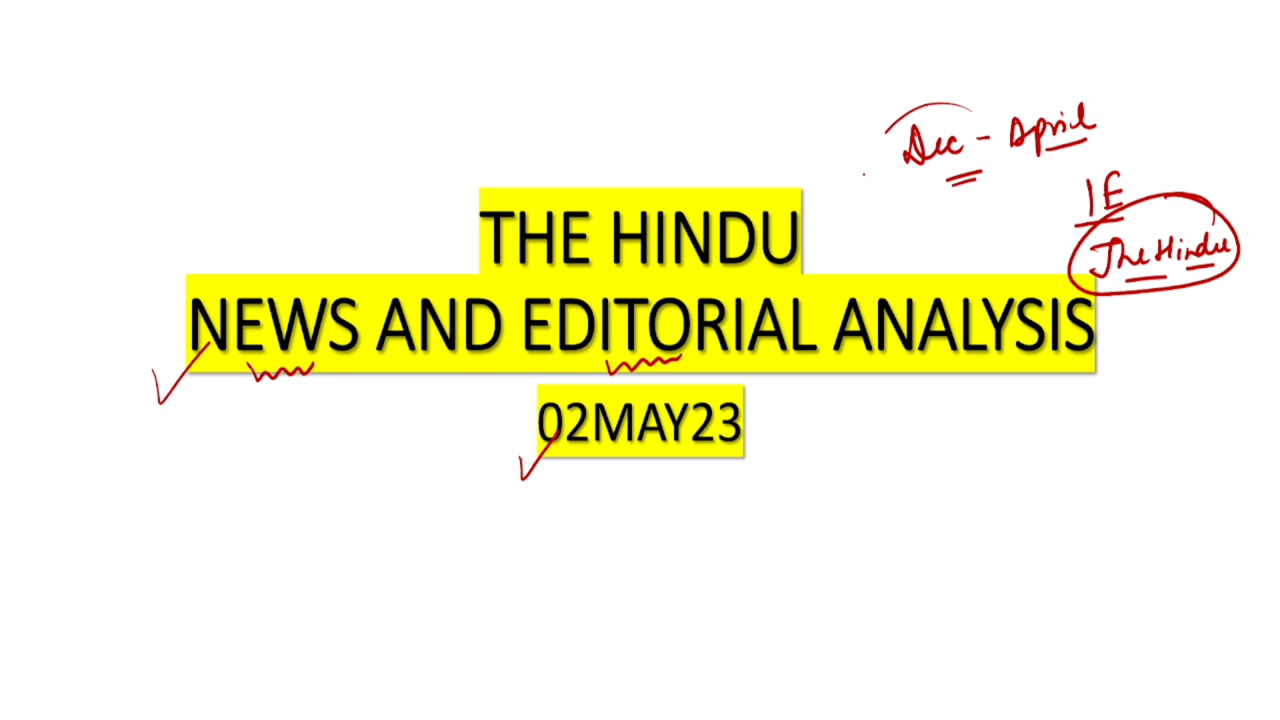 Dec - April
IE
The Hindu
THE HINDU
NEWS AND EDITORIAL ANALYSIS
02MAY23